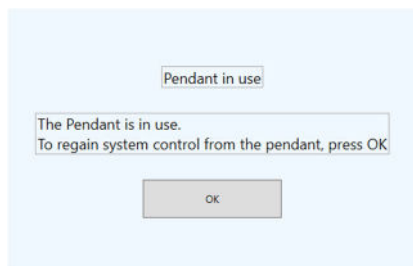 Pendant in use
The Pendant is in use.
To regain system control from the pendant, press OK
OK